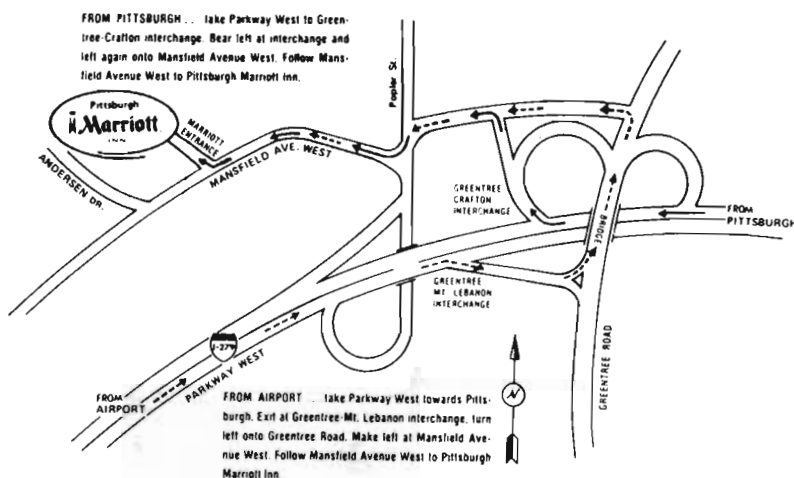 FROM PITTSBURGH . . take Parkway West to Green-
tree-Crafton interchange. Bear left at interchange and
left again onto Mansfield Avenue West. Follow Mans-
field Avenue West to Pittsburgh Marriott Inn.
Poplar St.
Pittsburgh
Marriott
INN
MARRIOTT
ENTRANCE
MANSFIELD AVE. WEST
ANDERSEN DR.
GREENTREE
CRAFTON
INTERCHANGE
BRIDGE
FROM
PITTSBURGH
GREENTREE
MT. LEBANON
INTERCHANGE
GREENTREE ROAD
I-279
PARKWAY WEST
FROM
AIRPORT
N
FROM AIRPORT . . . take Parkway West towards Pitts-
burgh. Exit at Greentree-Mt. Lebanon interchange, turn
left onto Greentree Road. Make left at Mansfield Ave-
nue West. Follow Mansfield Avenue West to Pittsburgh
Marriott Inn.